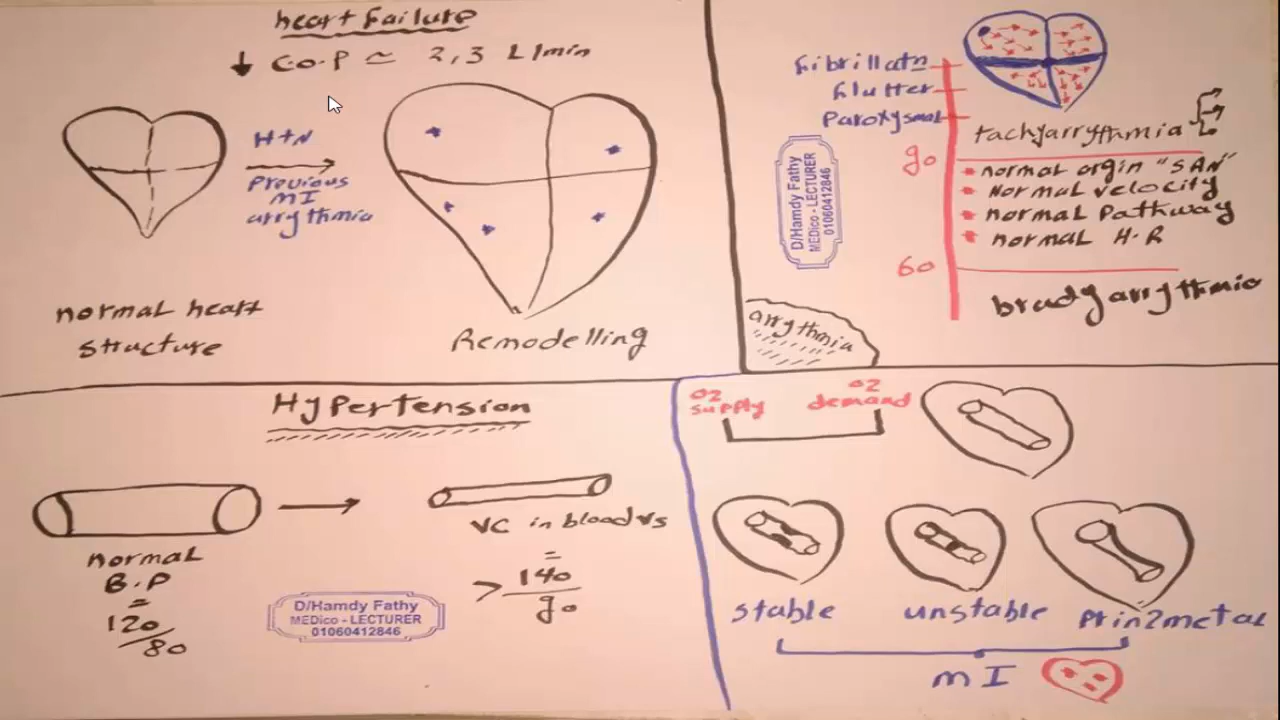 heart Failure
↓ C.O.P ≃ 2,3 L/min
HTN
Previous
MI
arrythmia
normal heart
structure
Remodelling
Fibrillatn
Flutter
Paroxysmal
tachyarrythmia
90
normal orgin "SAN"
Normal velocity
normal Pathway
normal H.R
60
bradyarrythmia
arrythmia
D/Hamdy Fathy
MEDico - LECTURER
01060412846
Hypertension
normal
B.P
=
120/80
VC in blood vs
=
> 140/90
D/Hamdy Fathy
MEDico - LECTURER
01060412846
O2 supply
O2 demand
stable
unstable
Prinzmetal
MI